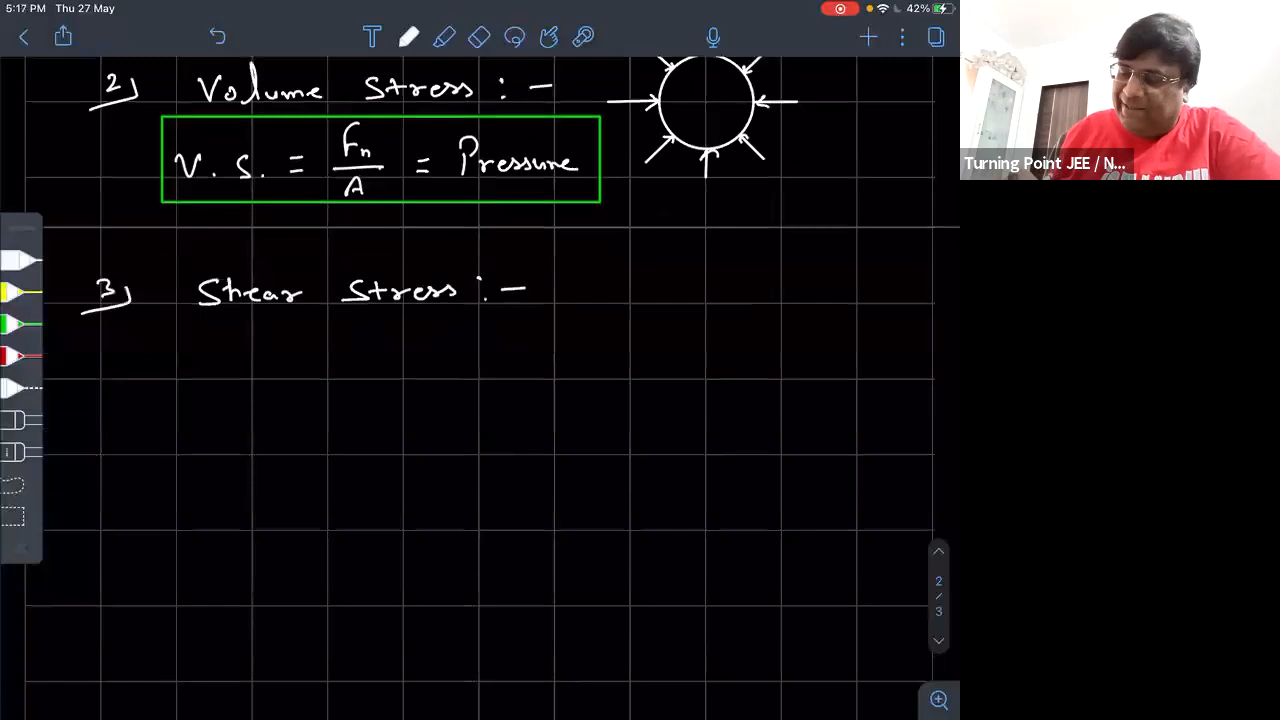 5:17 PM Thu 27 May
42%
2) Volume Stress :-
V. S. = Fn/A = Pressure
Turning Point JEE / N...
3) Shear Stress :-
2
/
3